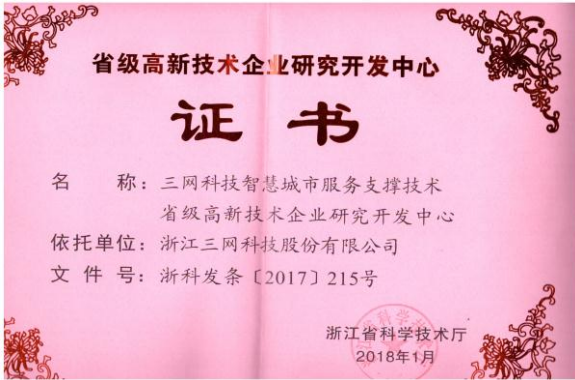 省级高新技术企业研究开发中心
证书
名称：三网科技智慧城市服务支撑技术
省级高新技术企业研究开发中心
依托单位：浙江三网科技股份有限公司
文件号：浙科发条〔2017〕215号
浙江省科学技术厅
2018年1月